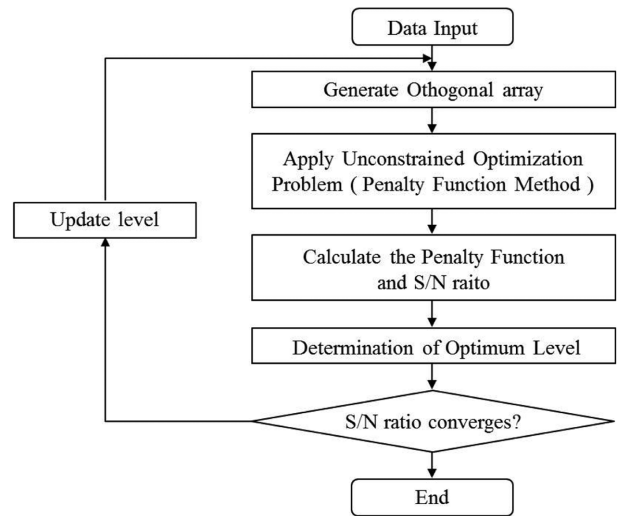 Data Input
Generate Othogonal array
Apply Unconstrained Optimization
Problem ( Penalty Function Method )
Update level
Calculate the Penalty Function
and S/N raito
Determination of Optimum Level
S/N ratio converges?
End